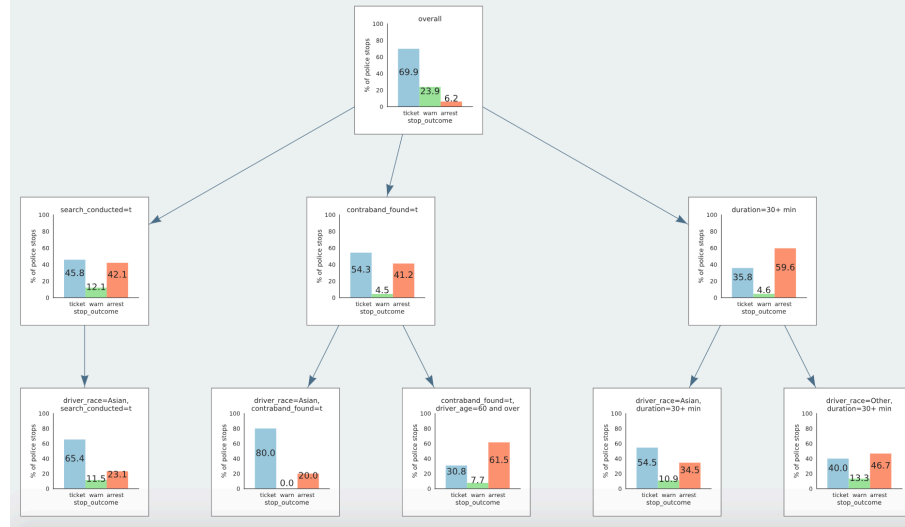 overall
% of police stops
100
80
60
40
20
0
69.9
23.9
6.2
ticket warn arrest
stop_outcome
search_conducted=t
% of police stops
100
80
60
40
20
0
45.8
12.1
42.1
ticket warn arrest
stop_outcome
contraband_found=t
% of police stops
100
80
60
40
20
0
54.3
4.5
41.2
ticket warn arrest
stop_outcome
duration=30+ min
% of police stops
100
80
60
40
20
0
35.8
4.6
59.6
ticket warn arrest
stop_outcome
driver_race=Asian,
search_conducted=t
% of police stops
100
80
60
40
20
0
65.4
11.5
23.1
ticket warn arrest
stop_outcome
driver_race=Asian,
contraband_found=t
% of police stops
100
80
60
40
20
0
80.0
0.0
20.0
ticket warn arrest
stop_outcome
contraband_found=t,
driver_age=60 and over
% of police stops
100
80
60
40
20
0
30.8
7.7
61.5
ticket warn arrest
stop_outcome
driver_race=Asian,
duration=30+ min
% of police stops
100
80
60
40
20
0
54.5
10.9
34.5
ticket warn arrest
stop_outcome
driver_race=Other,
duration=30+ min
% of police stops
100
80
60
40
20
0
40.0
13.3
46.7
ticket warn arrest
stop_outcome